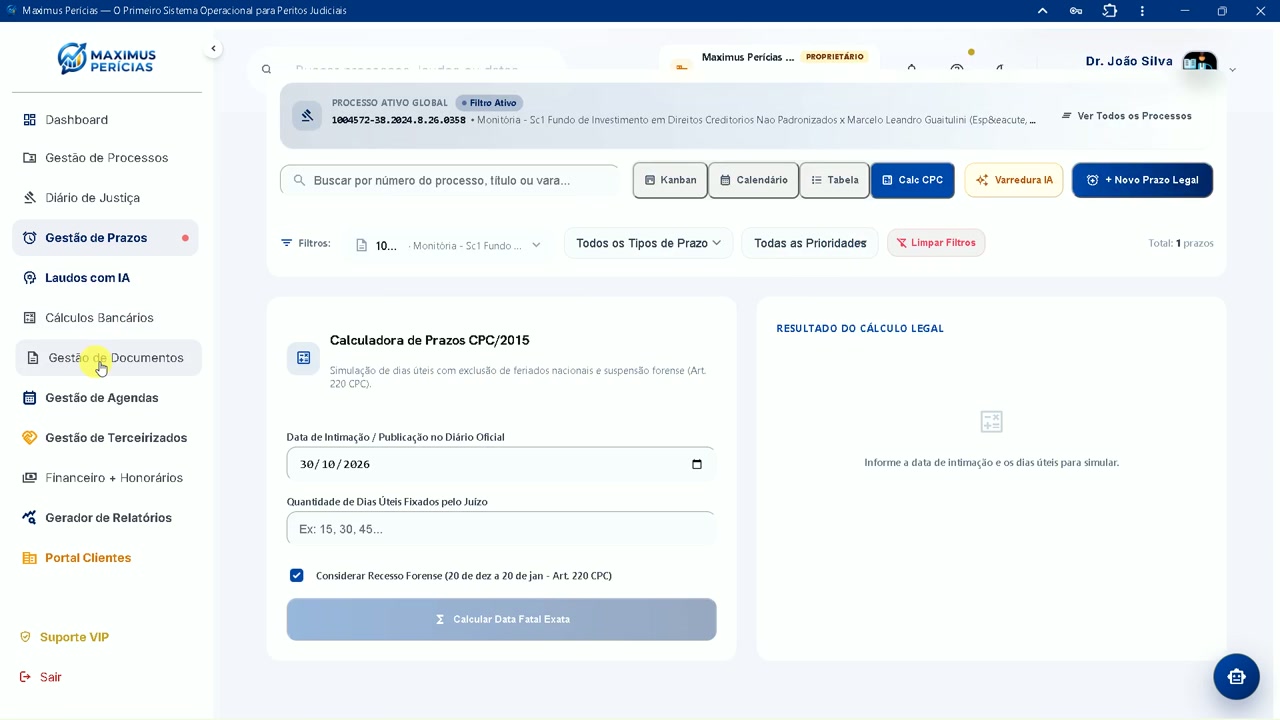 Maximus Perícias — O Primeiro Sistema Operacional para Peritos Judiciais
MAXIMUS
PERÍCIAS
Dashboard
Gestão de Processos
Diário de Justiça
Gestão de Prazos
Laudos com IA
Cálculos Bancários
Gestão de Documentos
Gestão de Agendas
Gestão de Terceirizados
Financeiro + Honorários
Gerador de Relatórios
Portal Clientes
Suporte VIP
Sair
Maximus Perícias ... PROPRIETÁRIO
Dr. João Silva
PROCESSO ATIVO GLOBAL • Filtro Ativo
1004572-38.2024.8.26.0358 • Monitória - Sc1 Fundo de Investimento em Direitos Creditorios Nao Padronizados x Marcelo Leandro Guaitulini (Esp&eacute, ...
Ver Todos os Processos
Buscar por número do processo, título ou vara...
Kanban
Calendário
Tabela
Calc CPC
Varredura IA
+ Novo Prazo Legal
Filtros:
10... · Monitória - Sc1 Fundo ...
Todos os Tipos de Prazo
Todas as Prioridades
Limpar Filtros
Total: 1 prazos
Calculadora de Prazos CPC/2015
Simulação de dias úteis com exclusão de feriados nacionais e suspensão forense (Art.
220 CPC).
Data de Intimação / Publicação no Diário Oficial
30/10/2026
Quantidade de Dias Úteis Fixados pelo Juízo
Ex: 15, 30, 45...
Considerar Recesso Forense (20 de dez a 20 de jan - Art. 220 CPC)
Calcular Data Fatal Exata
RESULTADO DO CÁLCULO LEGAL
Informe a data de intimação e os dias úteis para simular.